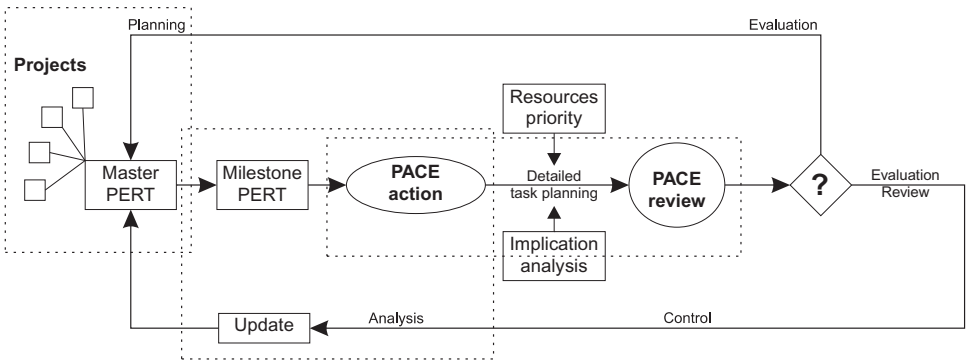 Planning
Evaluation
Projects
Resources
priority
Master
PERT
Milestone
PERT
PACE
action
Detailed
task planning
PACE
review
?
Evaluation
Review
Implication
analysis
Update
Analysis
Control